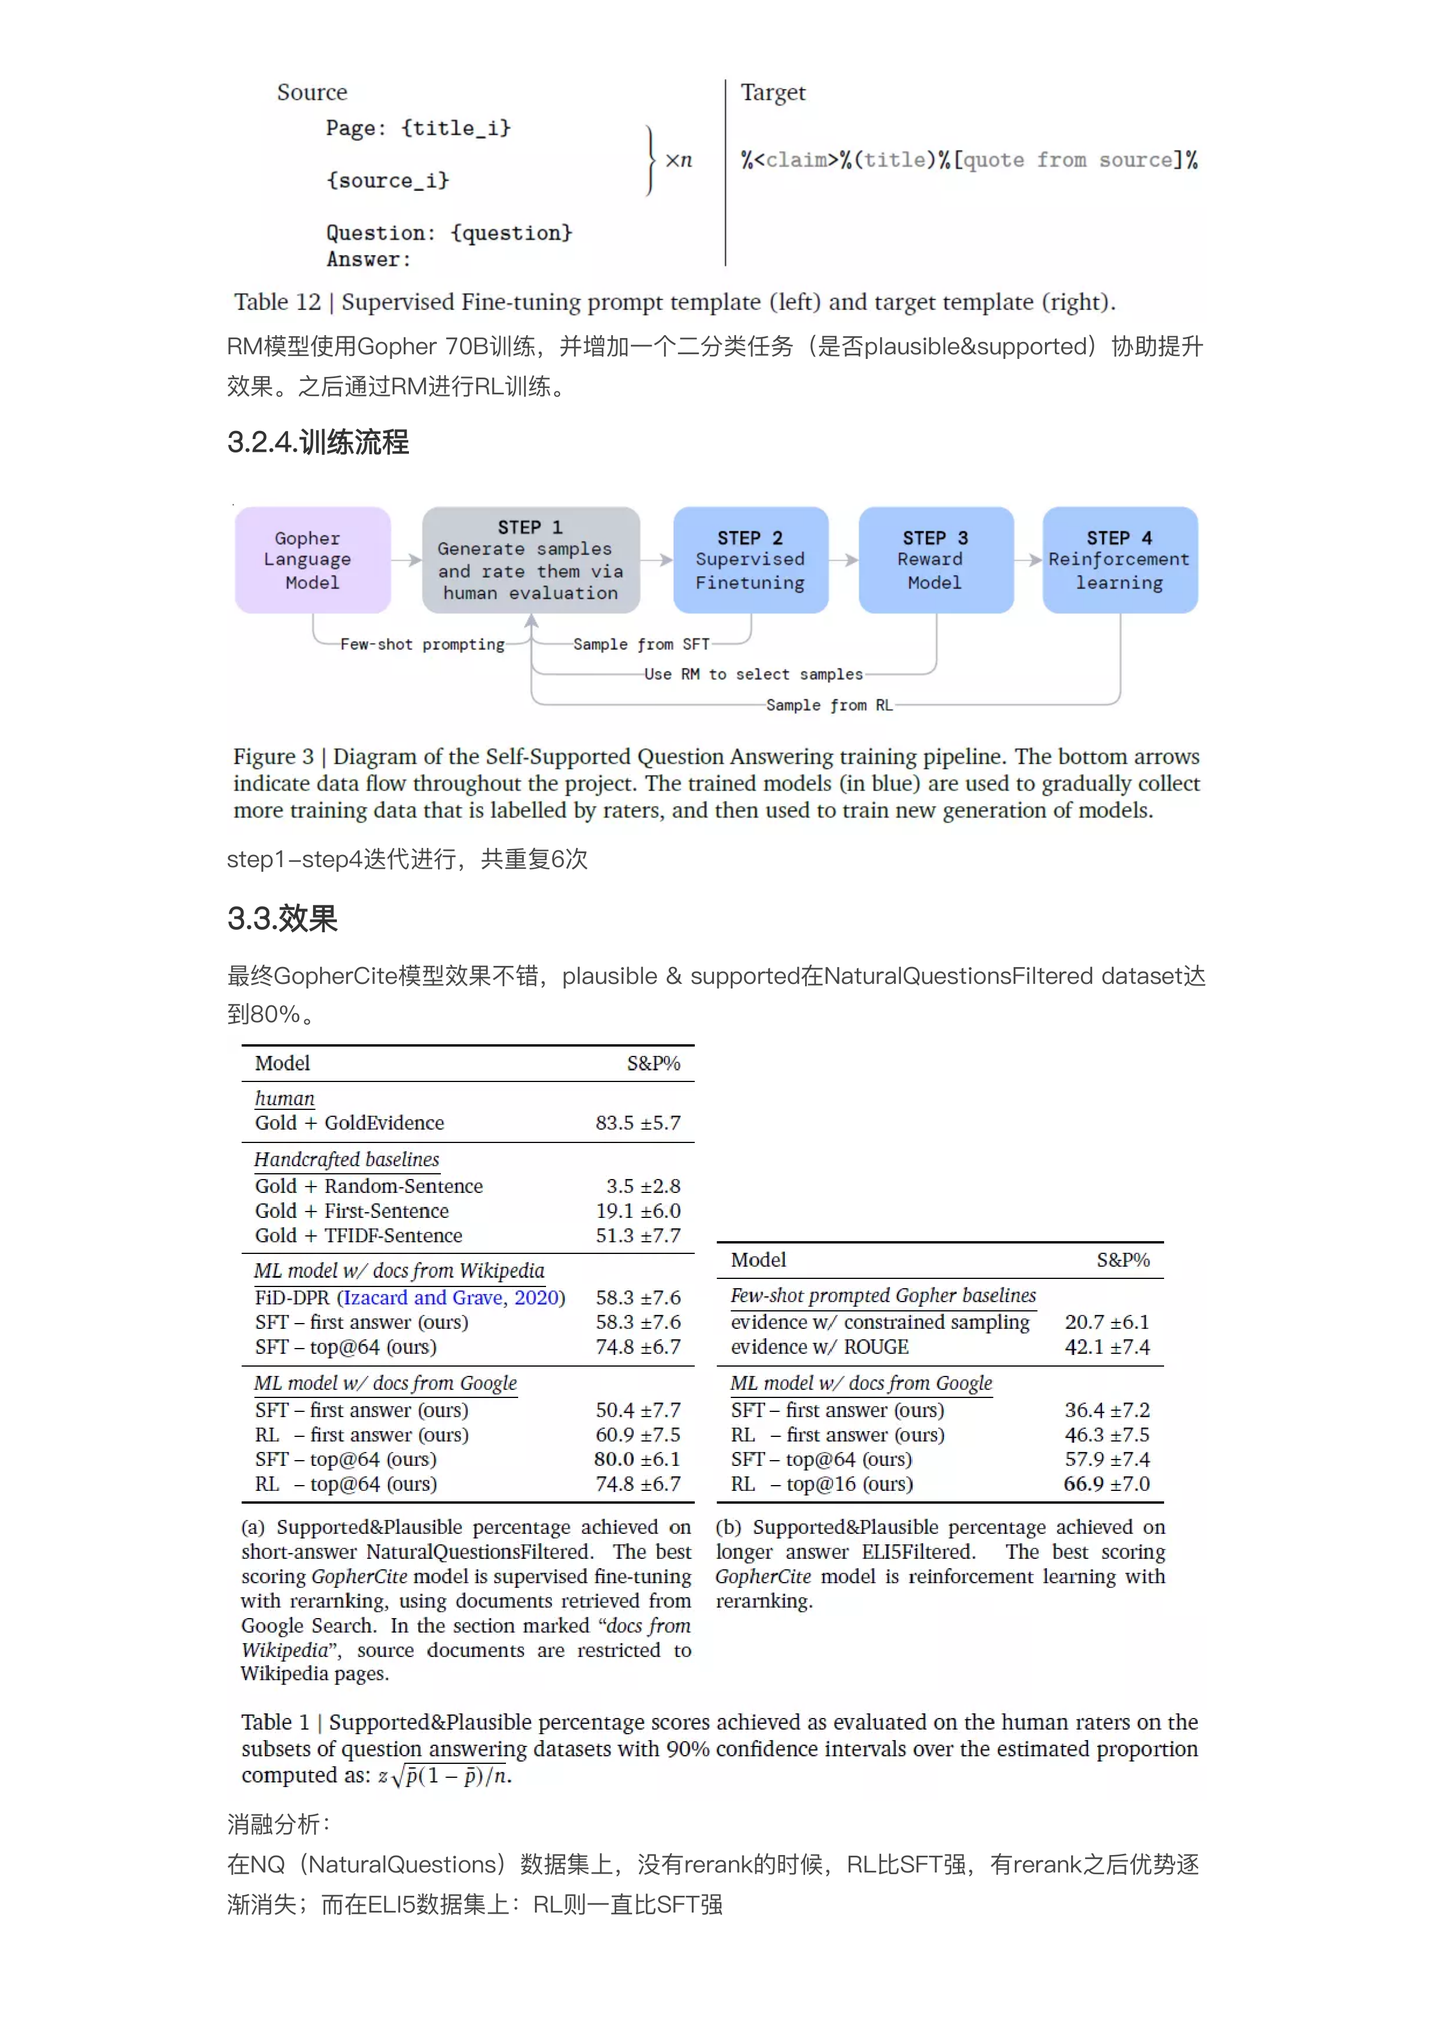 Source
Target
Page: {title_i}
{source_i}
×n
%<claim>%(title)%[quote from source]%
Question: {question}
Answer:
Table 12 | Supervised Fine-tuning prompt template (left) and target template (right).
RM模型使用Gopher 70B训练，并增加一个二分类任务（是否plausible&supported）协助提升
效果。之后通过RM进行RL训练。
3.2.4.训练流程
Gopher
Language
Model
STEP 1
Generate samples
and rate them via
human evaluation
STEP 2
Supervised
Finetuning
STEP 3
Reward
Model
STEP 4
Reinforcement
learning
Few-shot prompting
Sample from SFT
Use RM to select samples
Sample from RL
Figure 3 | Diagram of the Self-Supported Question Answering training pipeline. The bottom arrows
indicate data flow throughout the project. The trained models (in blue) are used to gradually collect
more training data that is labelled by raters, and then used to train new generation of models.
step1-step4迭代进行，共重复6次
3.3.效果
最终GopherCite模型效果不错，plausible & supported在NaturalQuestionsFiltered dataset达
到80%。
Model S&P%
human
Gold + GoldEvidence 83.5 ±5.7
Handcrafted baselines
Gold + Random-Sentence 3.5 ±2.8
Gold + First-Sentence 19.1 ±6.0
Gold + TFIDF-Sentence 51.3 ±7.7
ML model w/ docs from Wikipedia
FiD-DPR (Izacard and Grave, 2020) 58.3 ±7.6
SFT – first answer (ours) 58.3 ±7.6
SFT – top@64 (ours) 74.8 ±6.7
ML model w/ docs from Google
SFT – first answer (ours) 50.4 ±7.7
RL – first answer (ours) 60.9 ±7.5
SFT – top@64 (ours) 80.0 ±6.1
RL – top@64 (ours) 74.8 ±6.7
(a) Supported&Plausible percentage achieved on
short-answer NaturalQuestionsFiltered. The best
scoring GopherCite model is supervised fine-tuning
with rerarnking, using documents retrieved from
Google Search. In the section marked “docs from
Wikipedia”, source documents are restricted to
Wikipedia pages.
Model S&P%
Few-shot prompted Gopher baselines
evidence w/ constrained sampling 20.7 ±6.1
evidence w/ ROUGE 42.1 ±7.4
ML model w/ docs from Google
SFT – first answer (ours) 36.4 ±7.2
RL – first answer (ours) 46.3 ±7.5
SFT – top@64 (ours) 57.9 ±7.4
RL – top@16 (ours) 66.9 ±7.0
(b) Supported&Plausible percentage achieved on
longer answer ELI5Filtered. The best scoring
GopherCite model is reinforcement learning with
rerarnking.
Table 1 | Supported&Plausible percentage scores achieved as evaluated on the human raters on the
subsets of question answering datasets with 90% confidence intervals over the estimated proportion
computed as: z√p̄(1 − p̄)/n.
消融分析：
在NQ（NaturalQuestions）数据集上，没有rerank的时候，RL比SFT强，有rerank之后优势逐
渐消失；而在ELI5数据集上：RL则一直比SFT强